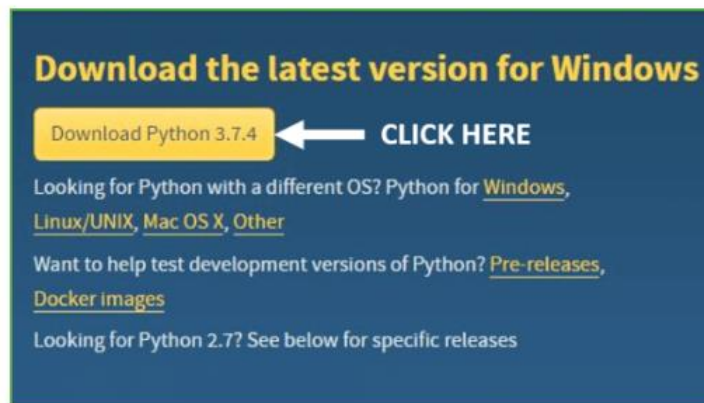 Download the latest version for Windows
Download Python 3.7.4 CLICK HERE
Looking for Python with a different OS? Python for Windows,
Linux/UNIX, Mac OS X, Other
Want to help test development versions of Python? Pre-releases,
Docker images
Looking for Python 2.7? See below for specific releases